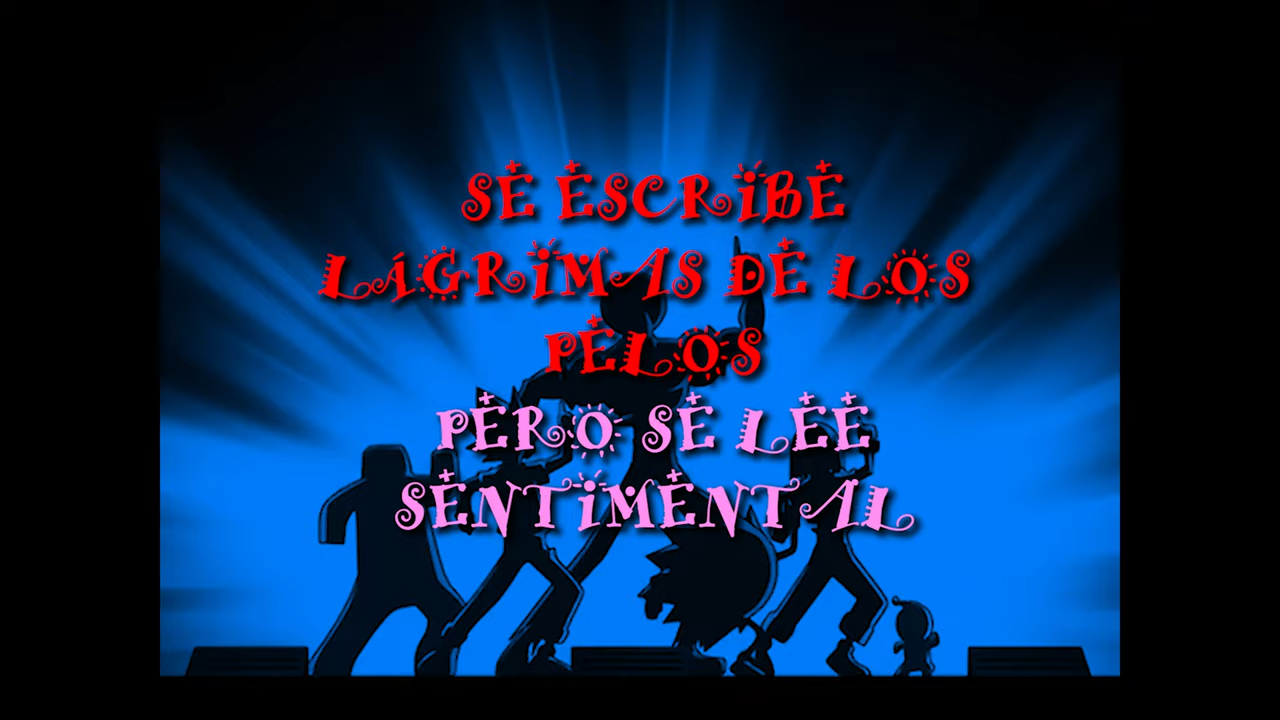 SE ESCRIBE
LÁGRIMAS DE LOS
PELOS
PERO SE LEE
SENTIMENTAL